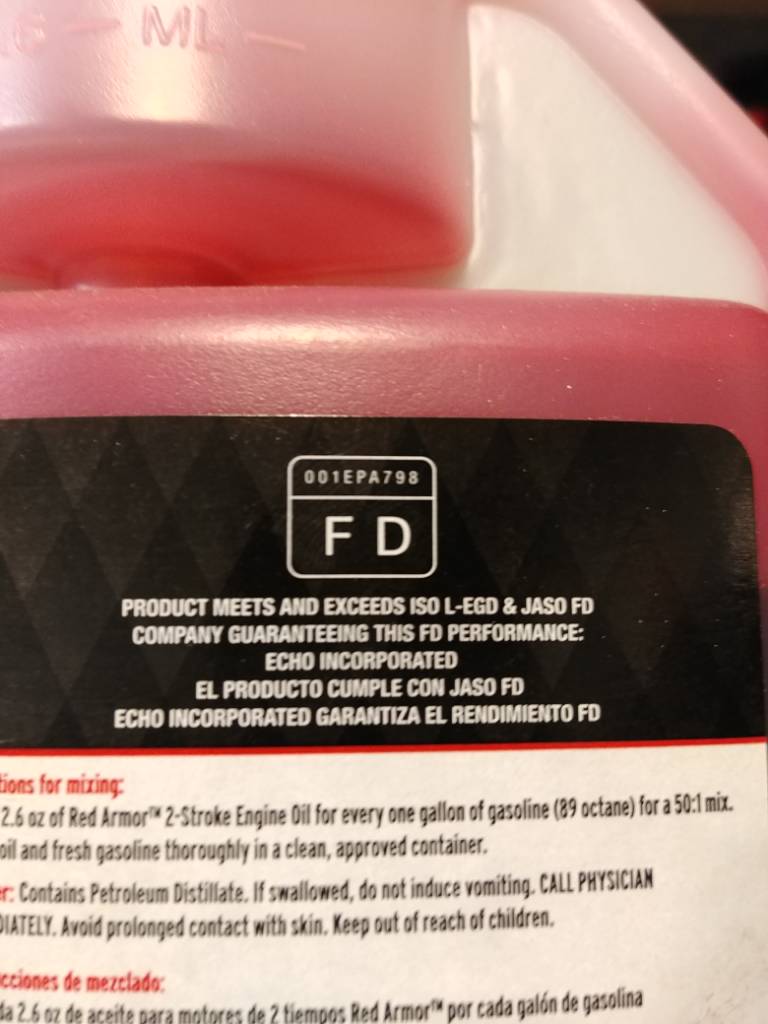 ML
001EPA798
F D
PRODUCT MEETS AND EXCEEDS ISO L-EGD & JASO FD
COMPANY GUARANTEEING THIS FD PERFORMANCE:
ECHO INCORPORATED
EL PRODUCTO CUMPLE CON JASO FD
ECHO INCORPORATED GARANTIZA EL RENDIMIENTO FD
tions for mixing:
2.6 oz of Red Armor™ 2-Stroke Engine Oil for every one gallon of gasoline (89 octane) for a 50:1 mix.
oil and fresh gasoline thoroughly in a clean, approved container.
er: Contains Petroleum Distillate. If swallowed, do not induce vomiting. CALL PHYSICIAN
DIATELY. Avoid prolonged contact with skin. Keep out of reach of children.
cciones de mezclado:
da 2.6 oz de aceite para motores de 2 tiempos Red Armor™ por cada galón de gasolina